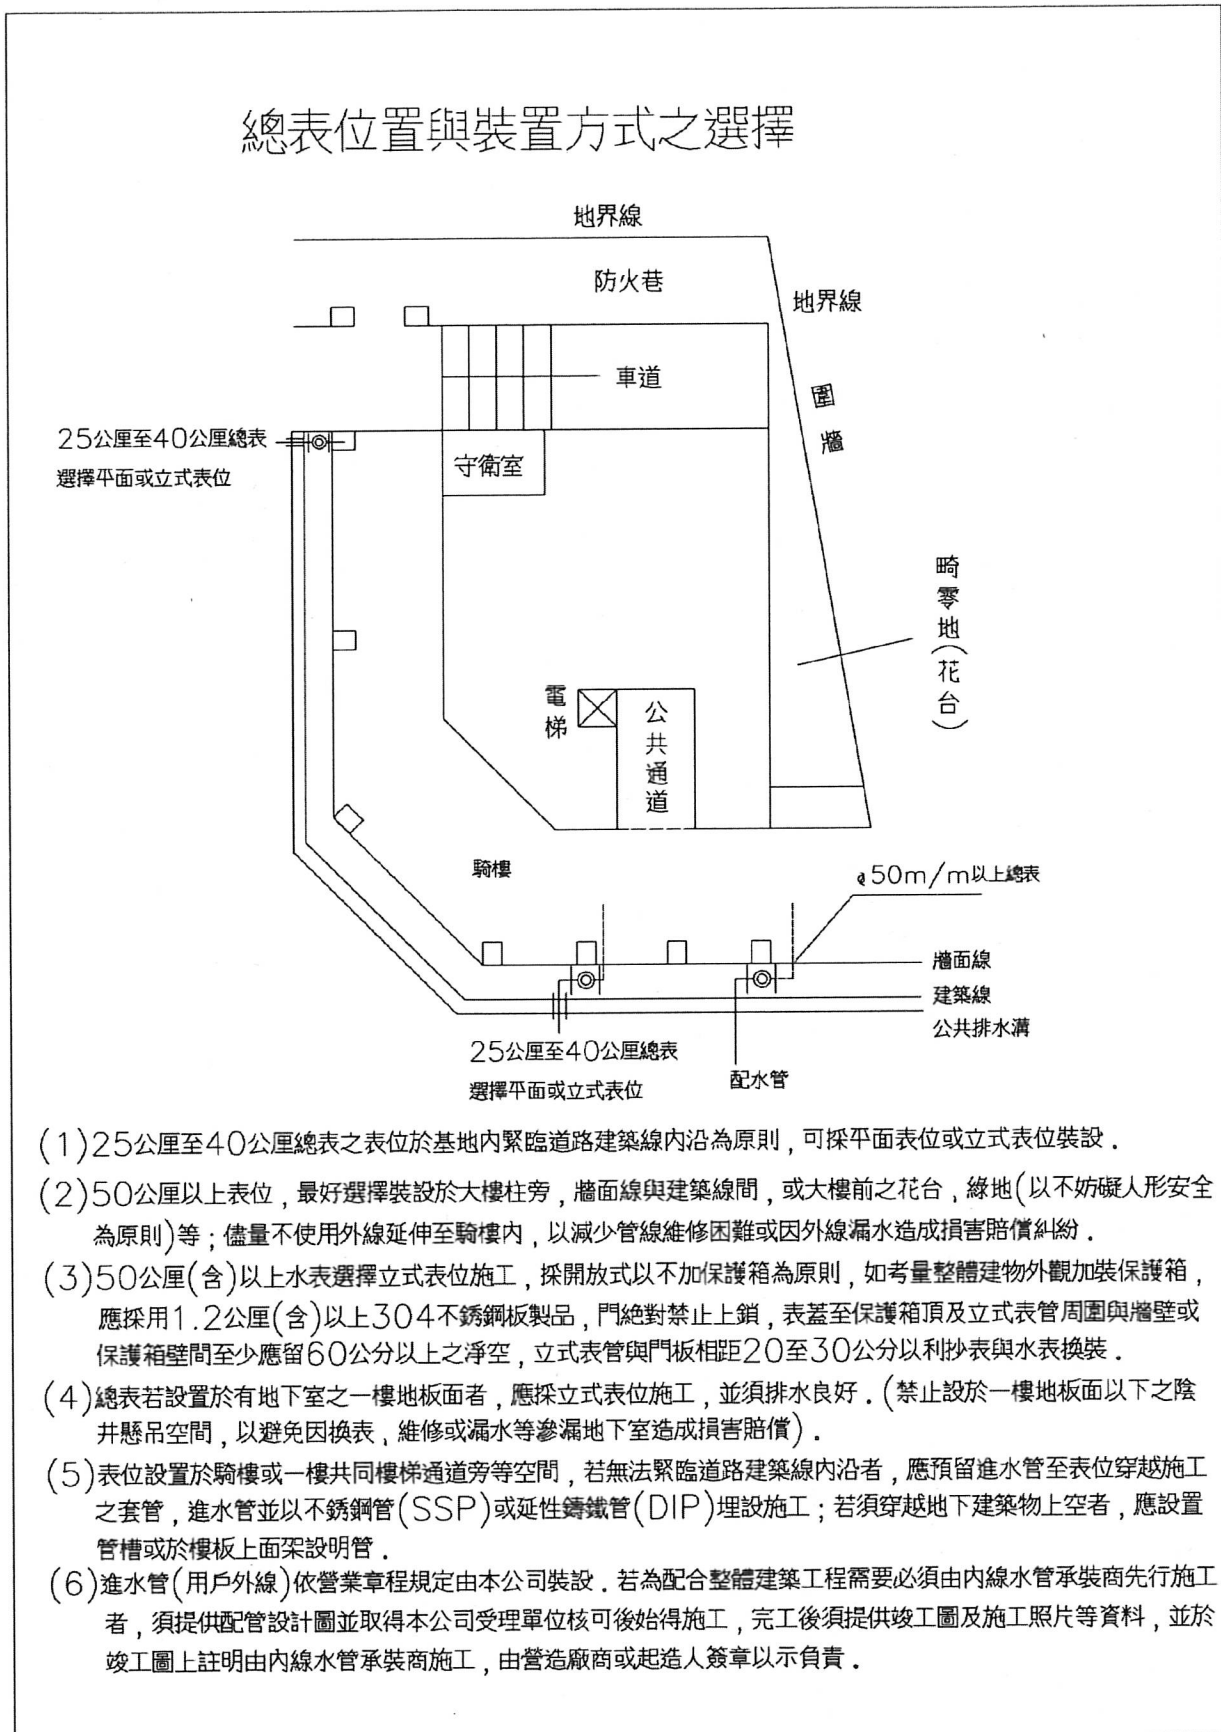 總表位置與裝置方式之選擇
地界線
防火巷
地界線
車道
圍牆
25公厘至40公厘總表
選擇平面或立式表位
守衛室
畸零地(花台)
電梯
公共通道
騎樓
⌀50m/m以上總表
牆面線
建築線
公共排水溝
25公厘至40公厘總表
選擇平面或立式表位
配水管
(1)25公厘至40公厘總表之表位於基地內緊臨道路建築線內沿為原則,可採平面表位或立式表位裝設.
(2)50公厘以上表位,最好選擇裝設於大樓柱旁,牆面線與建築線間,或大樓前之花台,綠地(以不妨礙人形安全
為原則)等;儘量不使用外線延伸至騎樓內,以減少管線維修困難或因外線漏水造成損害賠償糾紛.
(3)50公厘(含)以上水表選擇立式表位施工,採開放式以不加保護箱為原則,如考量整體建物外觀加裝保護箱,
應採用1.2公厘(含)以上304不銹鋼板製品,門絕對禁止上鎖,表蓋至保護箱頂及立式表管周圍與牆壁或
保護箱壁間至少應留60公分以上之淨空,立式表管與門板相距20至30公分以利抄表與水表換裝.
(4)總表若設置於有地下室之一樓地板面者,應採立式表位施工,並須排水良好.(禁止設於一樓地板面以下之陰
井懸吊空間,以避免因換表、維修或漏水等滲漏地下室造成損害賠償).
(5)表位設置於騎樓或一樓共同樓梯通道旁等空間,若無法緊臨道路建築線內沿者,應預留進水管至表位穿越施工
之套管,進水管並以不銹鋼管(SSP)或延性鑄鐵管(DIP)埋設施工;若須穿越地下建築物上空者,應設置
管槽或於樓板上面架設明管.
(6)進水管(用戶外線)依營業章程規定由本公司裝設.若為配合整體建築工程需要必須由內線水管承裝商先行施工
者,須提供配管設計圖並取得本公司受理單位核可後始得施工,完工後須提供竣工圖及施工照片等資料,並於
竣工圖上註明由內線水管承裝商施工,由營造廠商或起造人簽章以示負責.